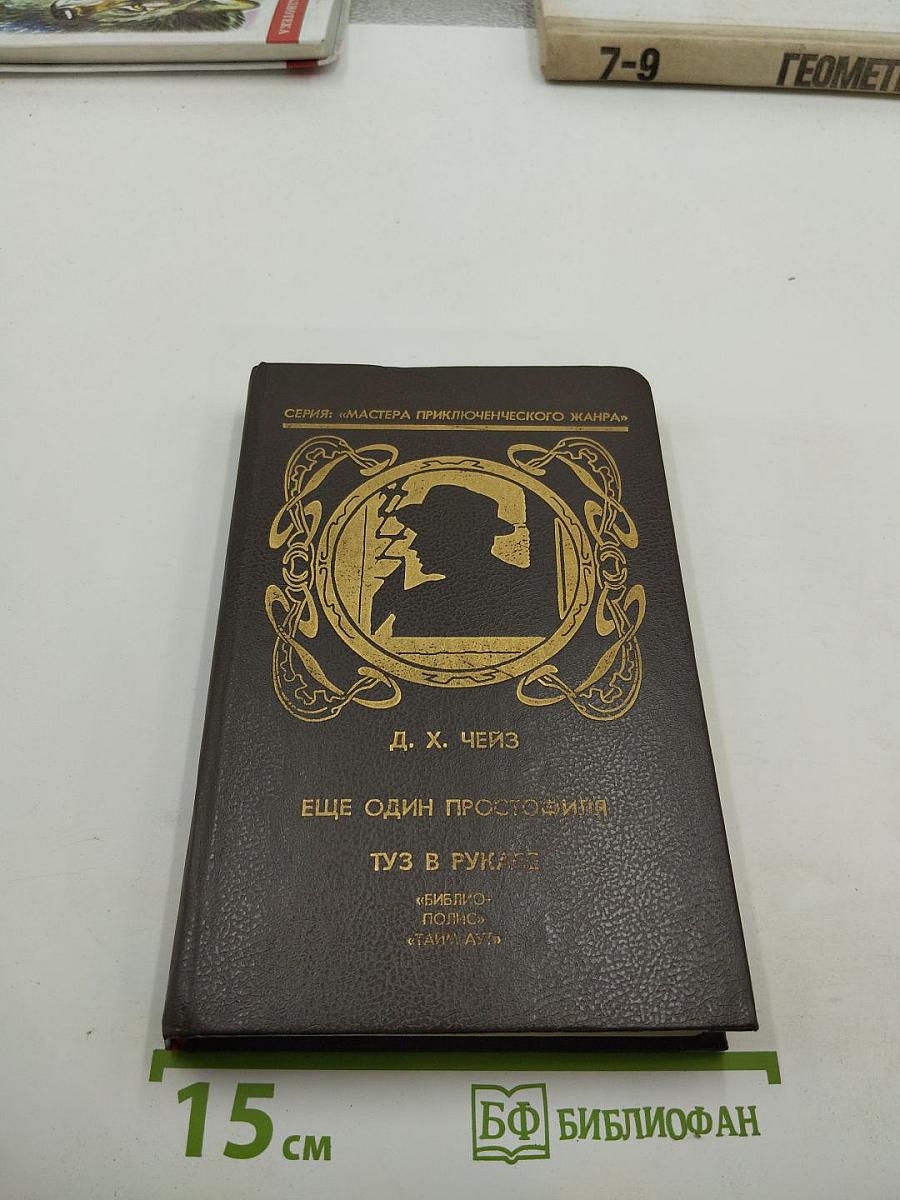 БЛИОТЕКА
7-9
ГЕОМЕТ
СЕРИЯ: «МАСТЕРА ПРИКЛЮЧЕНЧЕСКОГО ЖАНРА»
Д. Х. ЧЕЙЗ
ЕЩЕ ОДИН ПРОСТОФИЛЯ
ТУЗ В РУКАВЕ
«БИБЛИО-
ПОЛИС»
«ТАЙМ-АУТ»
15 см
БФ БИБЛИОФАН